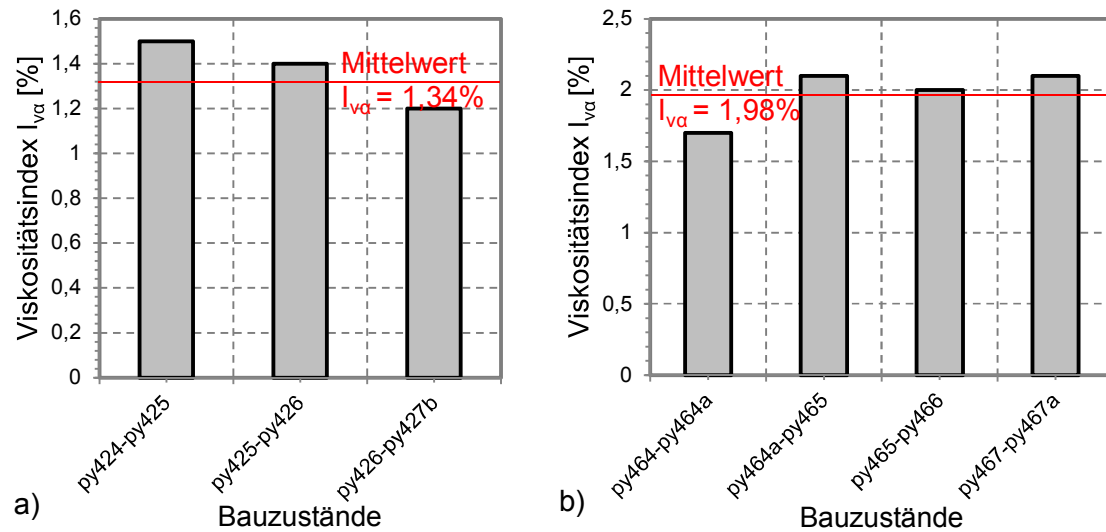 Viskositätsindex Ivα [%]
1,6
1,4
1,2
1
0,8
0,6
0,4
0,2
0
Mittelwert
Ivα = 1,34%
py424-py425
py425-py426
py426-py427b
a)
Bauzustände
Viskositätsindex Ivα [%]
2,5
2
1,5
1
0,5
0
Mittelwert
Ivα = 1,98%
py464-py464a
py464a-py465
py465-py466
py467-py467a
b)
Bauzustände